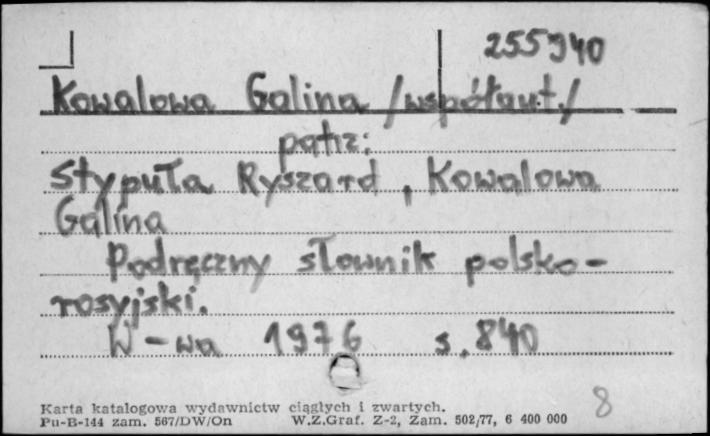 255940
Kowalowa Galina /współaut./
patrz:
Stypuła Ryszard, Kowalowa
Galina
Podręczny słownik polsko-
rosyjski.
W-wa 1976 s. 840
Karta katalogowa wydawnictw ciągłych i zwartych.
Pu-B-144 zam. 567/DW/On W.Z.Graf. Z-2, Zam. 502/77, 6 400 000
8